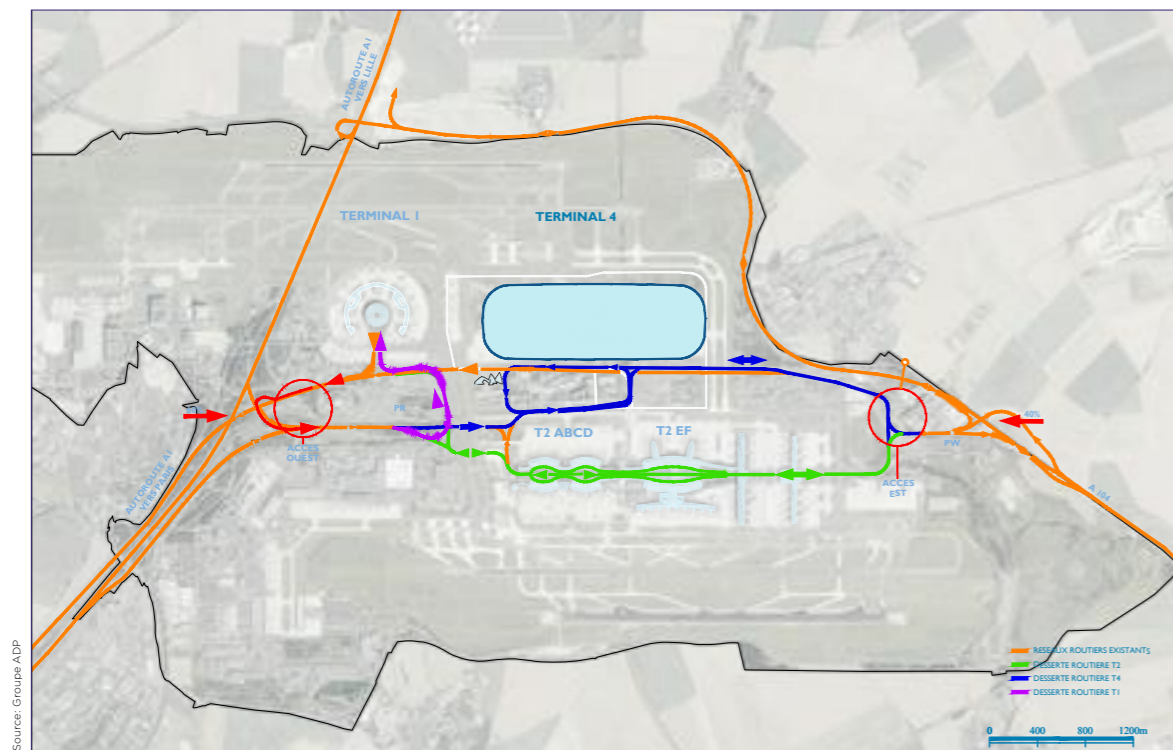 AUTOROUTE A1
VERS LILLE
TERMINAL 1
TERMINAL 4
PR
T2 ABCD
T2 EF
ACCES
OUEST
AUTOROUTE A1
VERS PARIS
40%
PW
ACCES
EST
A 104
RESEAUX ROUTIERS EXISTANTS
DESSERTE ROUTIERE T2
DESSERTE ROUTIERE T4
DESSERTE ROUTIERE T1
0 400 800 1200m
Source: Groupe ADP